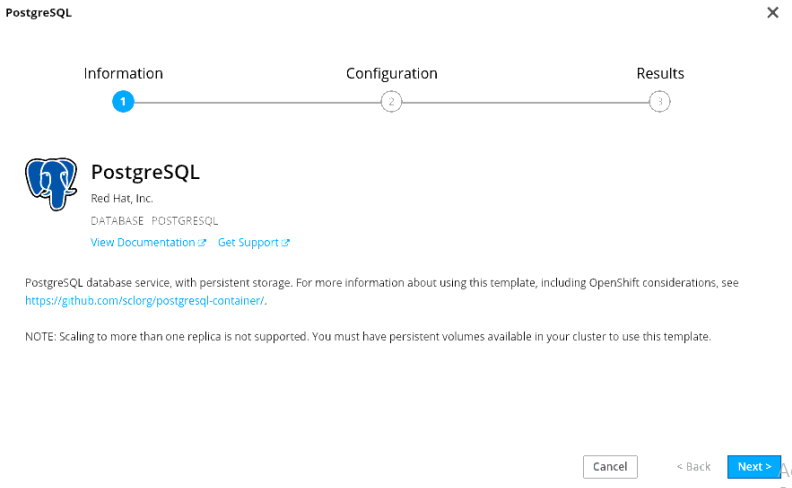 PostgreSQL
Information Configuration Results
1 2 3
PostgreSQL
Red Hat, Inc.
DATABASE POSTGRESQL
View Documentation Get Support
PostgreSQL database service, with persistent storage. For more information about using this template, including OpenShift considerations, see
https://github.com/sclorg/postgresql-container/.
NOTE: Scaling to more than one replica is not supported. You must have persistent volumes available in your cluster to use this template.
Cancel < Back Next >